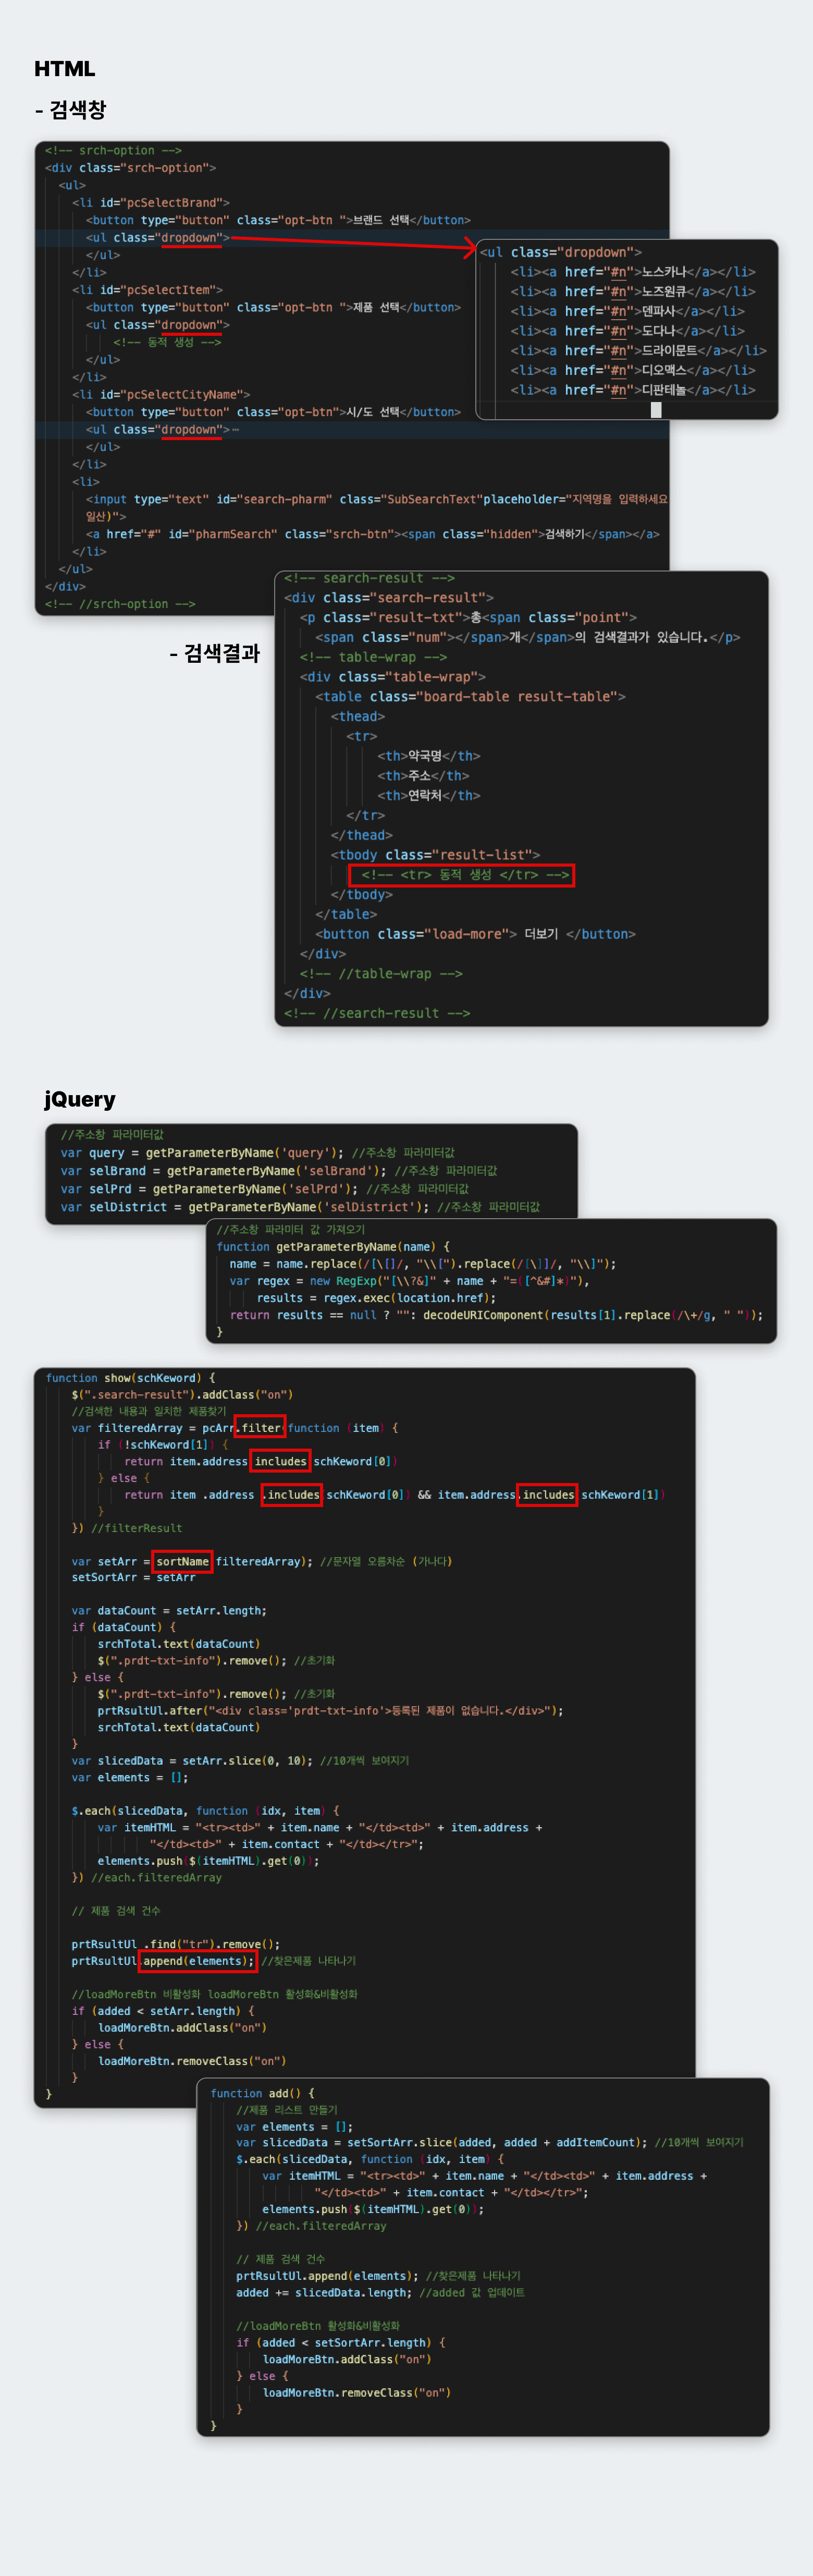 HTML
- 검색창
<!-- srch-option -->
<div class="srch-option">
<ul>
<li id="pcSelectBrand">
<button type="button" class="opt-btn ">브랜드 선택</button>
<ul class="dropdown">
</ul>
</li>
<li id="pcSelectItem">
<button type="button" class="opt-btn ">제품 선택</button>
<ul class="dropdown">
<!-- 동적 생성 -->
</ul>
</li>
<li id="pcSelectCityName">
<button type="button" class="opt-btn">시/도 선택</button>
<ul class="dropdown">⋯
</ul>
</li>
<li>
<input type="text" id="search-pharm" class="SubSearchText"placeholder="지역명을 입력하세요
일산)">
<a href="#" id="pharmSearch" class="srch-btn"><span class="hidden">검색하기</span></a>
</li>
</ul>
</div>
<!-- //srch-option -->
<ul class="dropdown">
<li><a href="#n">노스카나</a></li>
<li><a href="#n">노즈원큐</a></li>
<li><a href="#n">덴파사</a></li>
<li><a href="#n">도다나</a></li>
<li><a href="#n">드라이문트</a></li>
<li><a href="#n">디오맥스</a></li>
<li><a href="#n">디판테놀</a></li>
- 검색결과
<!-- search-result -->
<div class="search-result">
<p class="result-txt">총<span class="point">
<span class="num"></span>개</span>의 검색결과가 있습니다.</p>
<!-- table-wrap -->
<div class="table-wrap">
<table class="board-table result-table">
<thead>
<tr>
<th>약국명</th>
<th>주소</th>
<th>연락처</th>
</tr>
</thead>
<tbody class="result-list">
<!-- <tr> 동적 생성 </tr> -->
</tbody>
</table>
<button class="load-more"> 더보기 </button>
</div>
<!-- //table-wrap -->
</div>
<!-- //search-result -->
jQuery
//주소창 파라미터값
var query = getParameterByName('query'); //주소창 파라미터값
var selBrand = getParameterByName('selBrand'); //주소창 파라미터값
var selPrd = getParameterByName('selPrd'); //주소창 파라미터값
var selDistrict = getParameterByName('selDistrict'); //주소창 파라미터값
//주소창 파라미터 값 가져오기
function getParameterByName(name) {
name = name.replace(/[\[]/, "\\[").replace(/[\]]/, "\\]");
var regex = new RegExp("[\\?&]" + name + "=([^&#]*)"),
results = regex.exec(location.href);
return results == null ? "": decodeURIComponent(results[1].replace(/\+/g, " "));
}
function show(schKeword) {
$(".search-result").addClass("on")
//검색한 내용과 일치한 제품찾기
var filteredArray = pcArr.filter(function (item) {
if (!schKeword[1]) {
return item.address includes schKeword[0])
} else {
return item .address .includes schKeword[0]) && item.address.includes schKeword[1])
}
}) //filterResult
var setArr = sortName filteredArray); //문자열 오름차순 (가나다)
setSortArr = setArr
var dataCount = setArr.length;
if (dataCount) {
srchTotal.text(dataCount)
$(".prdt-txt-info").remove(); //초기화
} else {
$(".prdt-txt-info").remove(); //초기화
prtRsultUl.after("<div class='prdt-txt-info'>등록된 제품이 없습니다.</div>");
srchTotal.text(dataCount)
}
var slicedData = setArr.slice(0, 10); //10개씩 보여지기
var elements = [];
$.each(slicedData, function (idx, item) {
var itemHTML = "<tr><td>" + item.name + "</td><td>" + item.address +
"</td><td>" + item.contact + "</td></tr>";
elements.push($(itemHTML).get(0));
}) //each.filteredArray
// 제품 검색 건수
prtRsultUl .find("tr").remove();
prtRsultUl.append(elements); //찾은제품 나타나기
//loadMoreBtn 비활성화 loadMoreBtn 활성화&비활성화
if (added < setArr.length) {
loadMoreBtn.addClass("on")
} else {
loadMoreBtn.removeClass("on")
}
}
function add() {
//제품 리스트 만들기
var elements = [];
var slicedData = setSortArr.slice(added, added + addItemCount); //10개씩 보여지기
$.each(slicedData, function (idx, item) {
var itemHTML = "<tr><td>" + item.name + "</td><td>" + item.address +
"</td><td>" + item.contact + "</td></tr>";
elements.push($(itemHTML).get(0));
}) //each.filteredArray
// 제품 검색 건수
prtRsultUl.append(elements); //찾은제품 나타나기
added += slicedData.length; //added 값 업데이트
//loadMoreBtn 활성화&비활성화
if (added < setSortArr.length) {
loadMoreBtn.addClass("on")
} else {
loadMoreBtn.removeClass("on")
}
}